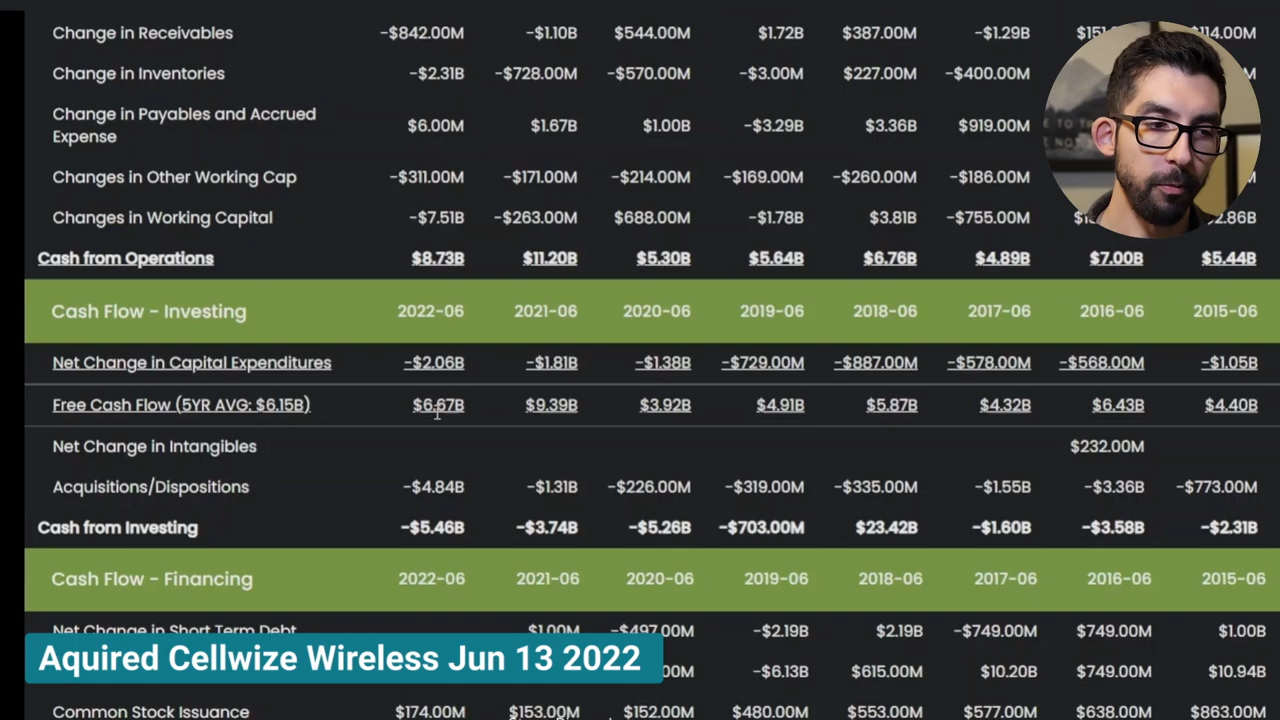 Change in Receivables -$842.00M -$1.10B $544.00M $1.72B $387.00M -$1.29B
Change in Inventories -$2.31B -$728.00M -$570.00M -$3.00M $227.00M -$400.00M
Change in Payables and Accrued
Expense $6.00M $1.67B $1.00B -$3.29B $3.36B $919.00M
Changes in Other Working Cap -$311.00M -$171.00M -$214.00M -$169.00M -$260.00M -$186.00M
Changes in Working Capital -$7.51B -$263.00M $688.00M -$1.78B $3.81B -$755.00M
Cash from Operations $8.73B $11.20B $5.30B $5.64B $6.76B $4.89B $7.00B $5.44B
Cash Flow - Investing 2022-06 2021-06 2020-06 2019-06 2018-06 2017-06 2016-06 2015-06
Net Change in Capital Expenditures -$2.06B -$1.81B -$1.38B -$729.00M -$887.00M -$578.00M -$568.00M -$1.05B
Free Cash Flow (5YR AVG: $6.15B) $6.67B $9.39B $3.92B $4.91B $5.87B $4.32B $6.43B $4.40B
Net Change in Intangibles $232.00M
Acquisitions/Dispositions -$4.84B -$1.31B -$226.00M -$319.00M -$335.00M -$1.55B -$3.36B -$773.00M
Cash from Investing -$5.46B -$3.74B -$5.26B -$703.00M $23.42B -$1.60B -$3.58B -$2.31B
Cash Flow - Financing 2022-06 2021-06 2020-06 2019-06 2018-06 2017-06 2016-06 2015-06
Net Change in Short Term Debt $1.00M -$497.00M -$2.19B $2.19B -$749.00M $749.00M $1.00B
Aquired Cellwize Wireless Jun 13 2022
-$6.13B $615.00M $10.20B $749.00M $10.94B
Common Stock Issuance $174.00M $153.00M $152.00M $480.00M $553.00M $577.00M $638.00M $863.00M